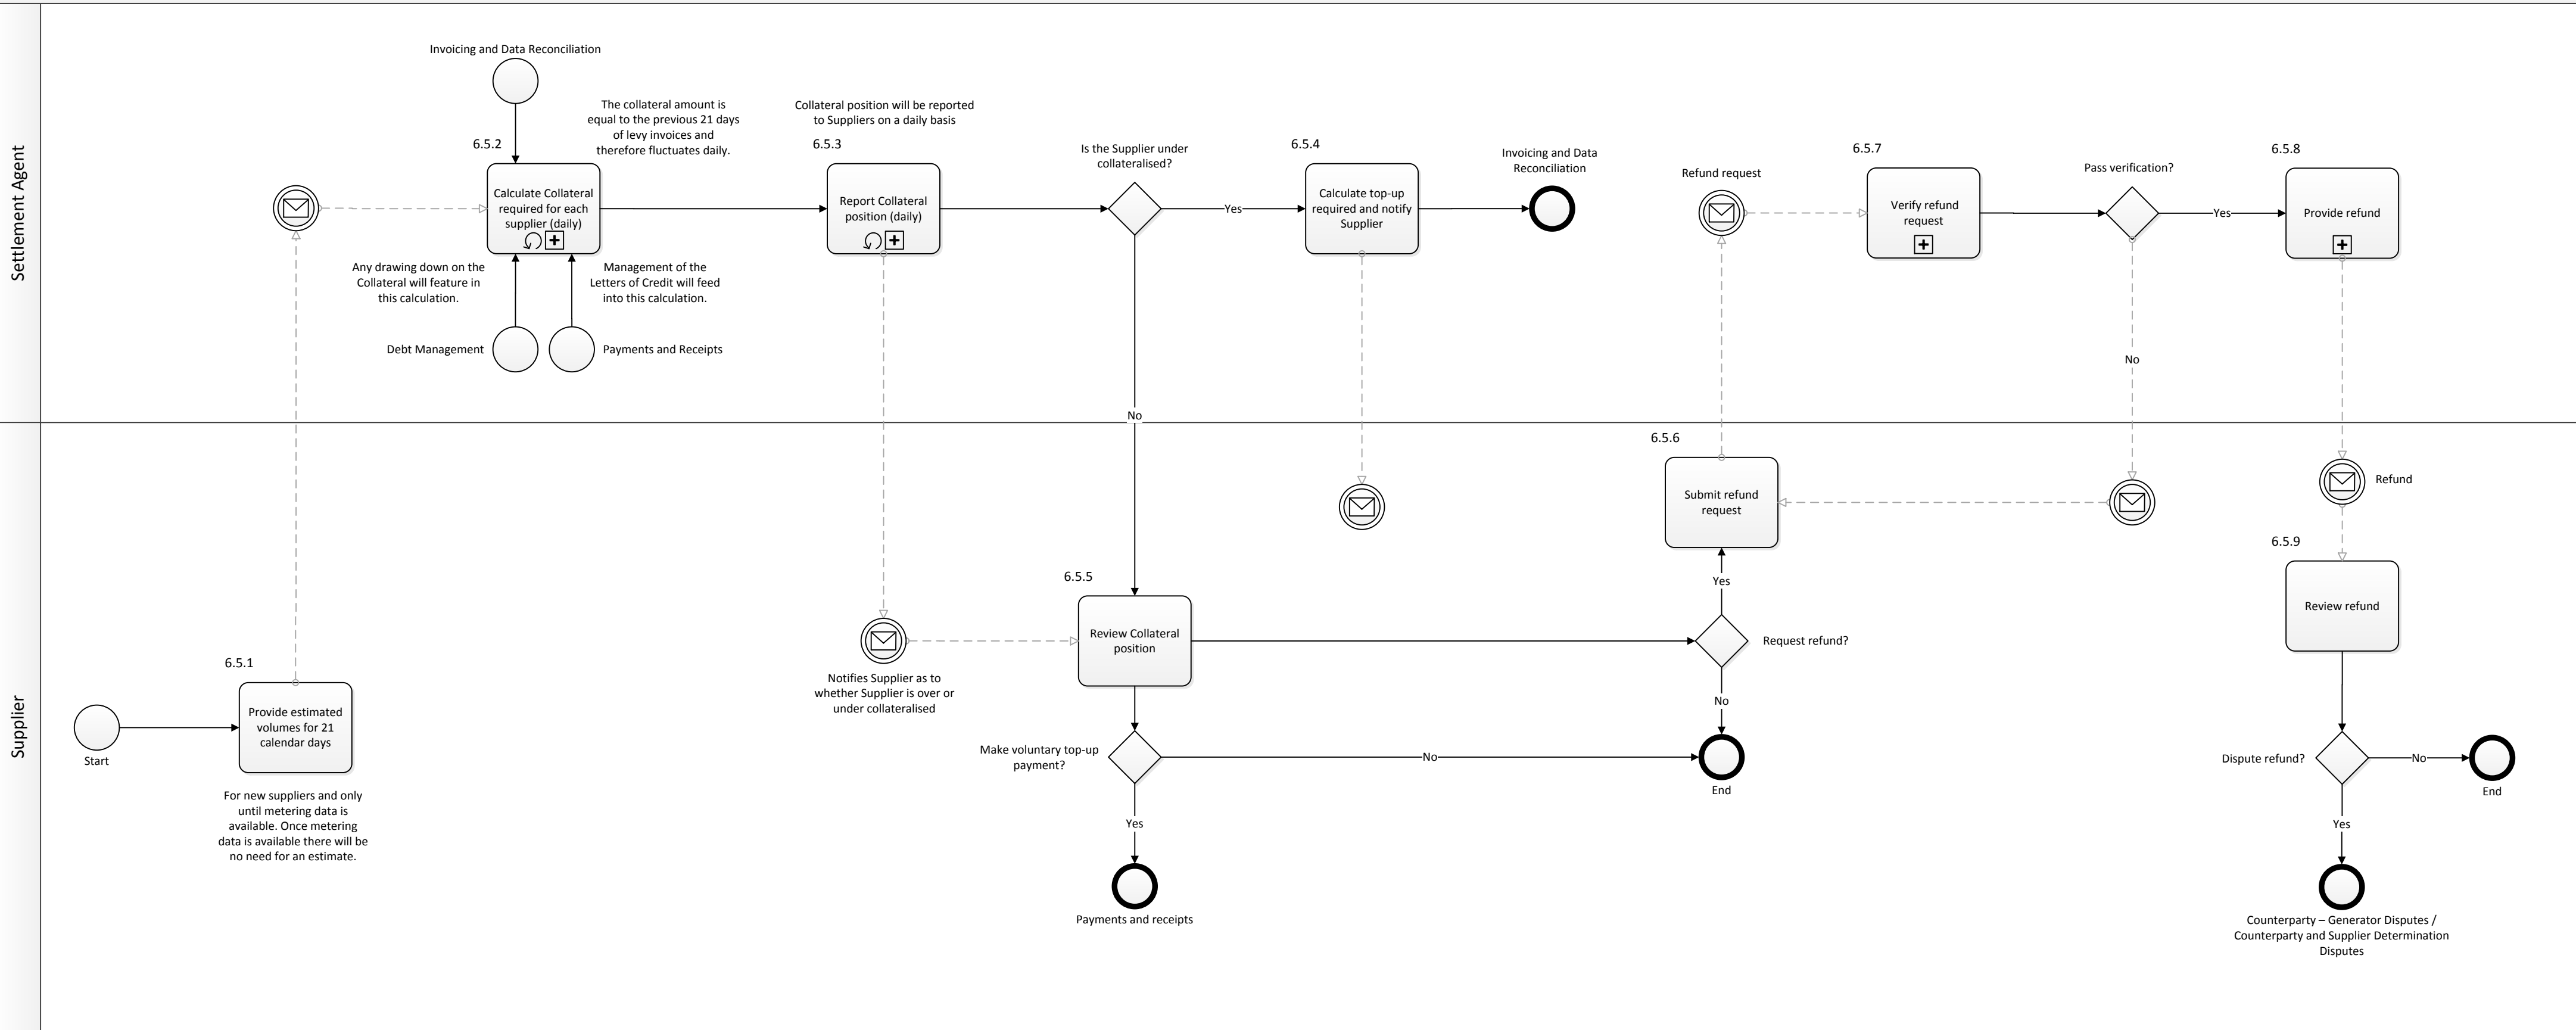 Settlement Agent
Invoicing and Data Reconciliation
The collateral amount is
equal to the previous 21 days
of levy invoices and
therefore fluctuates daily.
6.5.2
Calculate Collateral
required for each
supplier (daily)
Any drawing down on the
Collateral will feature in
this calculation.
Management of the
Letters of Credit will feed
into this calculation.
Debt Management
Payments and Receipts
Collateral position will be reported
to Suppliers on a daily basis
6.5.3
Report Collateral
position (daily)
Is the Supplier under
collateralised?
Yes
No
6.5.4
Calculate top-up
required and notify
Supplier
Invoicing and Data
Reconciliation
Refund request
6.5.7
Verify refund
request
Pass verification?
Yes
No
6.5.8
Provide refund
Supplier
Start
6.5.1
Provide estimated
volumes for 21
calendar days
For new suppliers and only
until metering data is
available. Once metering
data is available there will be
no need for an estimate.
Notifies Supplier as to
whether Supplier is over or
under collateralised
6.5.5
Review Collateral
position
Make voluntary top-up
payment?
No
Yes
Payments and receipts
6.5.6
Submit refund
request
Yes
Request refund?
No
End
Refund
6.5.9
Review refund
Dispute refund?
No
End
Yes
Counterparty – Generator Disputes /
Counterparty and Supplier Determination
Disputes